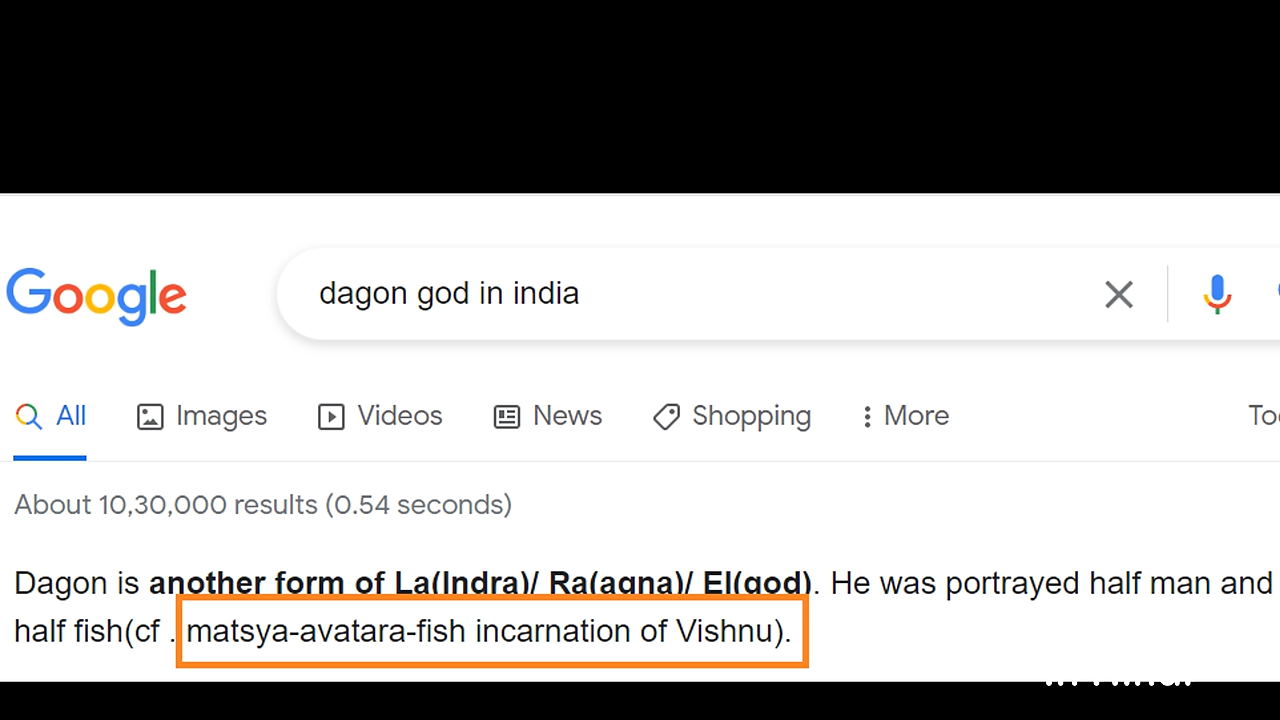 Google
dagon god in india
All Images Videos News Shopping More
About 10,30,000 results (0.54 seconds)
Dagon is another form of La(Indra)/ Ra(agna)/ El(god). He was portrayed half man and
half fish(cf . matsya-avatara-fish incarnation of Vishnu).